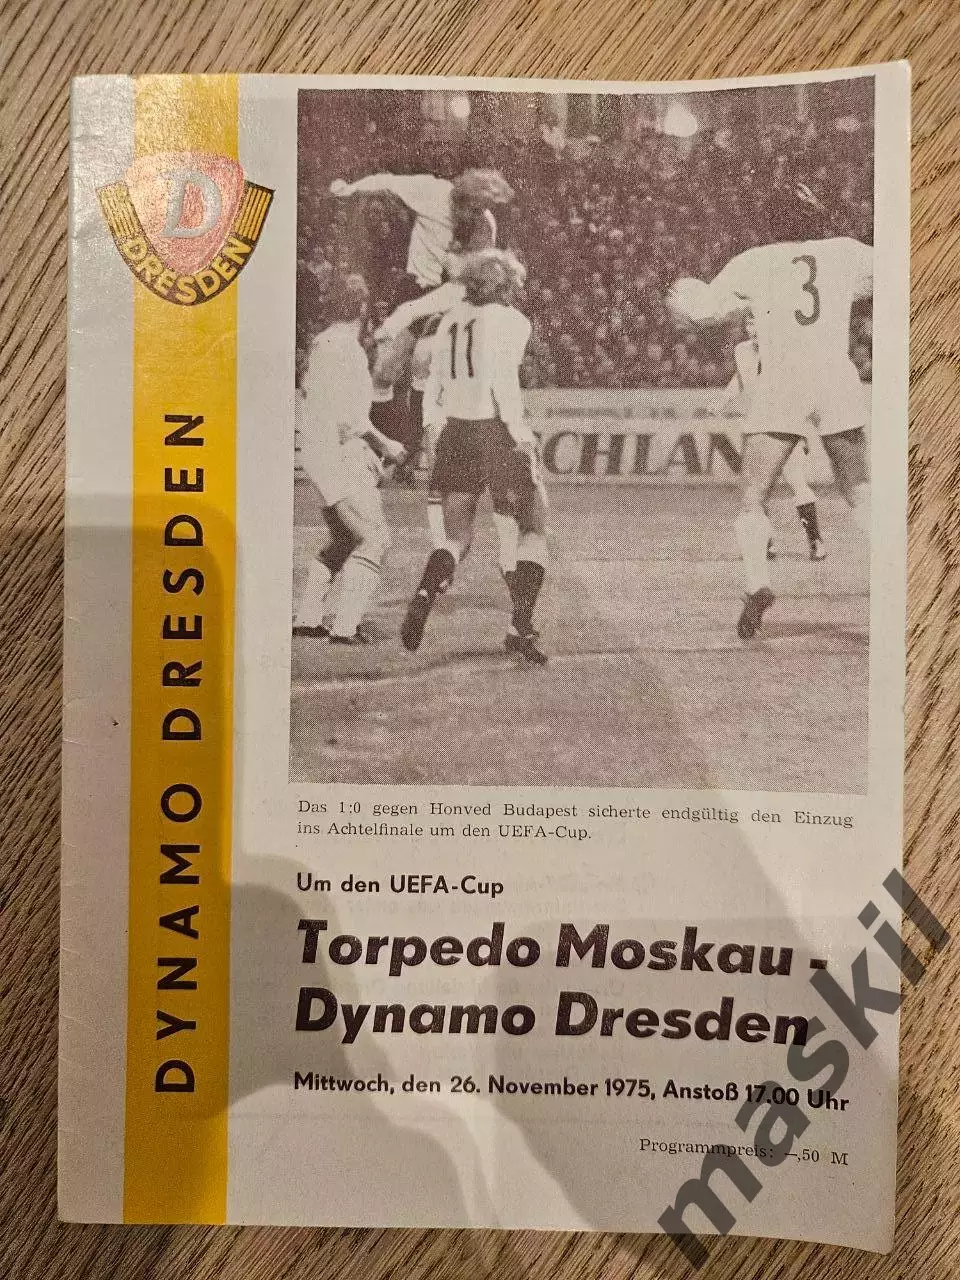 D
DRESDEN
DYNAMO DRESDEN
11
3
SCHLAN
Das 1:0 gegen Honved Budapest sicherte endgültig den Einzug
ins Achtelfinale um den UEFA-Cup.
Um den UEFA-Cup
Torpedo Moskau -
Dynamo Dresden
Mittwoch, den 26. November 1975, Anstoß 17.00 Uhr
Programmpreis: —,50 M
maskil